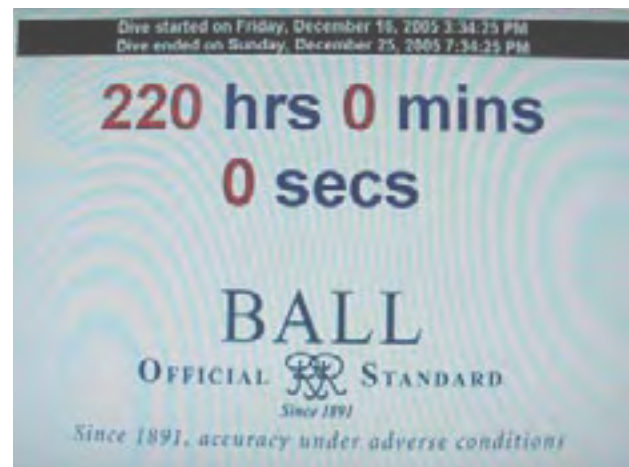 Dive started on Friday, December 16, 2005 3:34:25 PM
Dive ended on Sunday, December 25, 2005 7:34:25 PM
220 hrs 0 mins
0 secs
BALL
OFFICIAL RR STANDARD
Since 1891
Since 1891, accuracy under adverse conditions